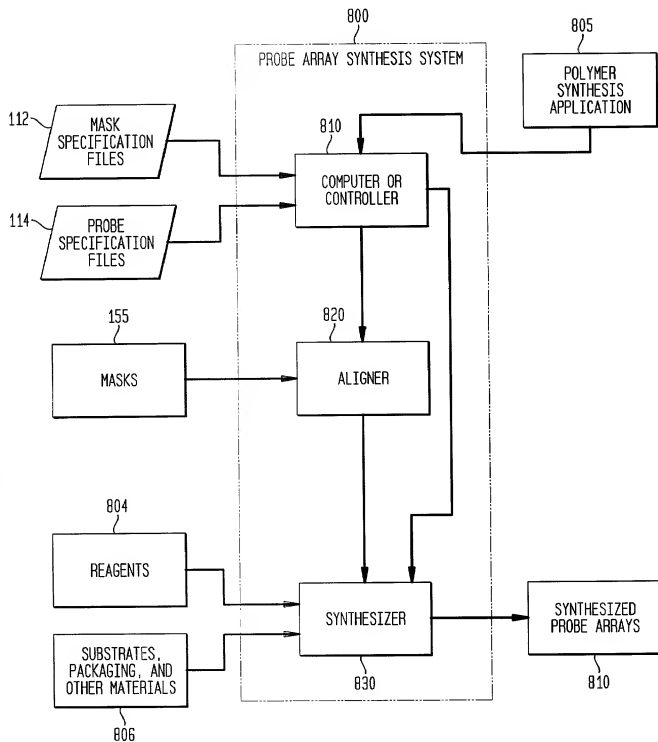 800
PROBE ARRAY SYNTHESIS SYSTEM
805
POLYMER
SYNTHESIS
APPLICATION
112
MASK
SPECIFICATION
FILES
810
COMPUTER OR
CONTROLLER
114
PROBE
SPECIFICATION
FILES
155
MASKS
820
ALIGNER
804
REAGENTS
SYNTHESIZER
830
SYNTHESIZED
PROBE ARRAYS
810
SUBSTRATES,
PACKAGING, AND
OTHER MATERIALS
806